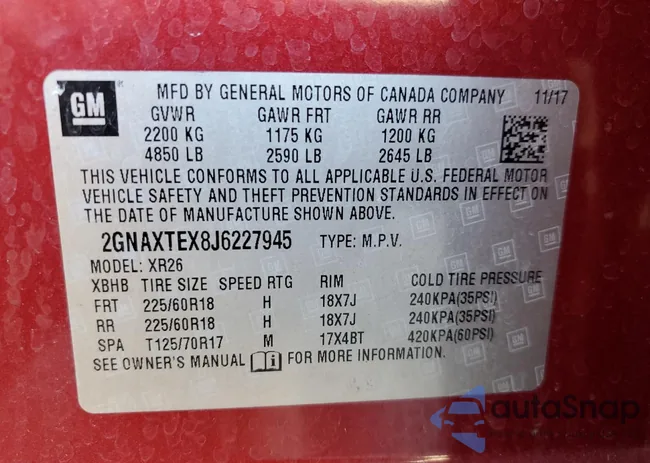 GM MFD BY GENERAL MOTORS OF CANADA COMPANY 11/17
GVWR GAWR FRT GAWR RR
2200 KG 1175 KG 1200 KG
4850 LB 2590 LB 2645 LB
THIS VEHICLE CONFORMS TO ALL APPLICABLE U.S. FEDERAL MOTOR
VEHICLE SAFETY AND THEFT PREVENTION STANDARDS IN EFFECT ON
THE DATE OF MANUFACTURE SHOWN ABOVE.
2GNAXTEX8J6227945 TYPE: M.P.V.
MODEL: XR26
XBHB TIRE SIZE SPEED RTG RIM COLD TIRE PRESSURE
FRT 225/60R18 H 18X7J 240KPA(35PSI)
RR 225/60R18 H 18X7J 240KPA(35PSI)
SPA T125/70R17 M 17X4BT 420KPA(60PSI)
SEE OWNER'S MANUAL i FOR MORE INFORMATION.
autoSnap